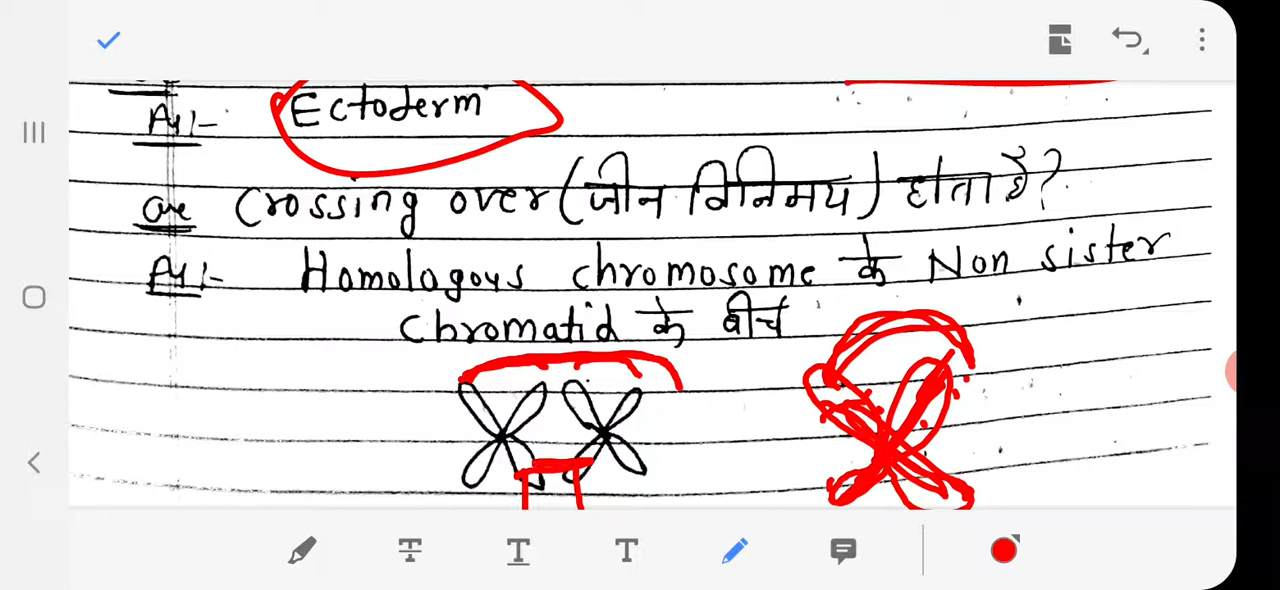 Ans:- Ectoderm
Que Crossing over (जीन विनिमय) होता है?
Ans:- Homologous chromosome के Non sister
chromatid के बीच